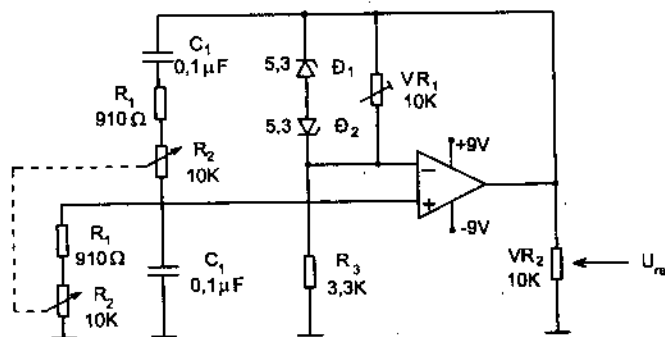 C1
0,1μF
R1
910Ω
R2
10K
5,3 Đ1
5,3 Đ2
VR1
10K
+9V
−
+
-9V
R1
910Ω
R2
10K
C1
0,1μF
R3
3,3K
VR2
10K